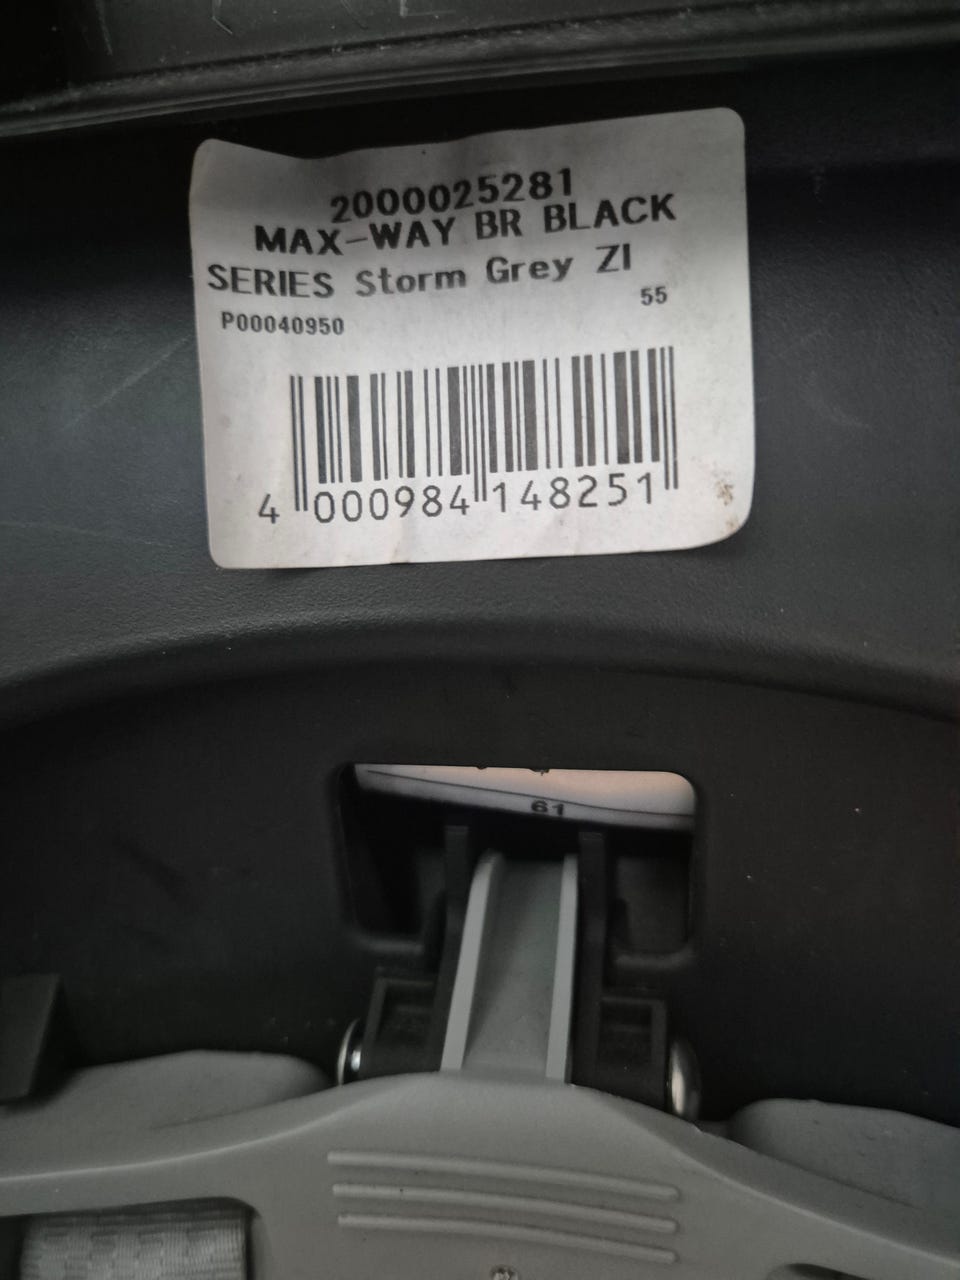 2000025281
MAX-WAY BR BLACK
SERIES Storm Grey ZI
55
P00040950
4 000984 148251
61